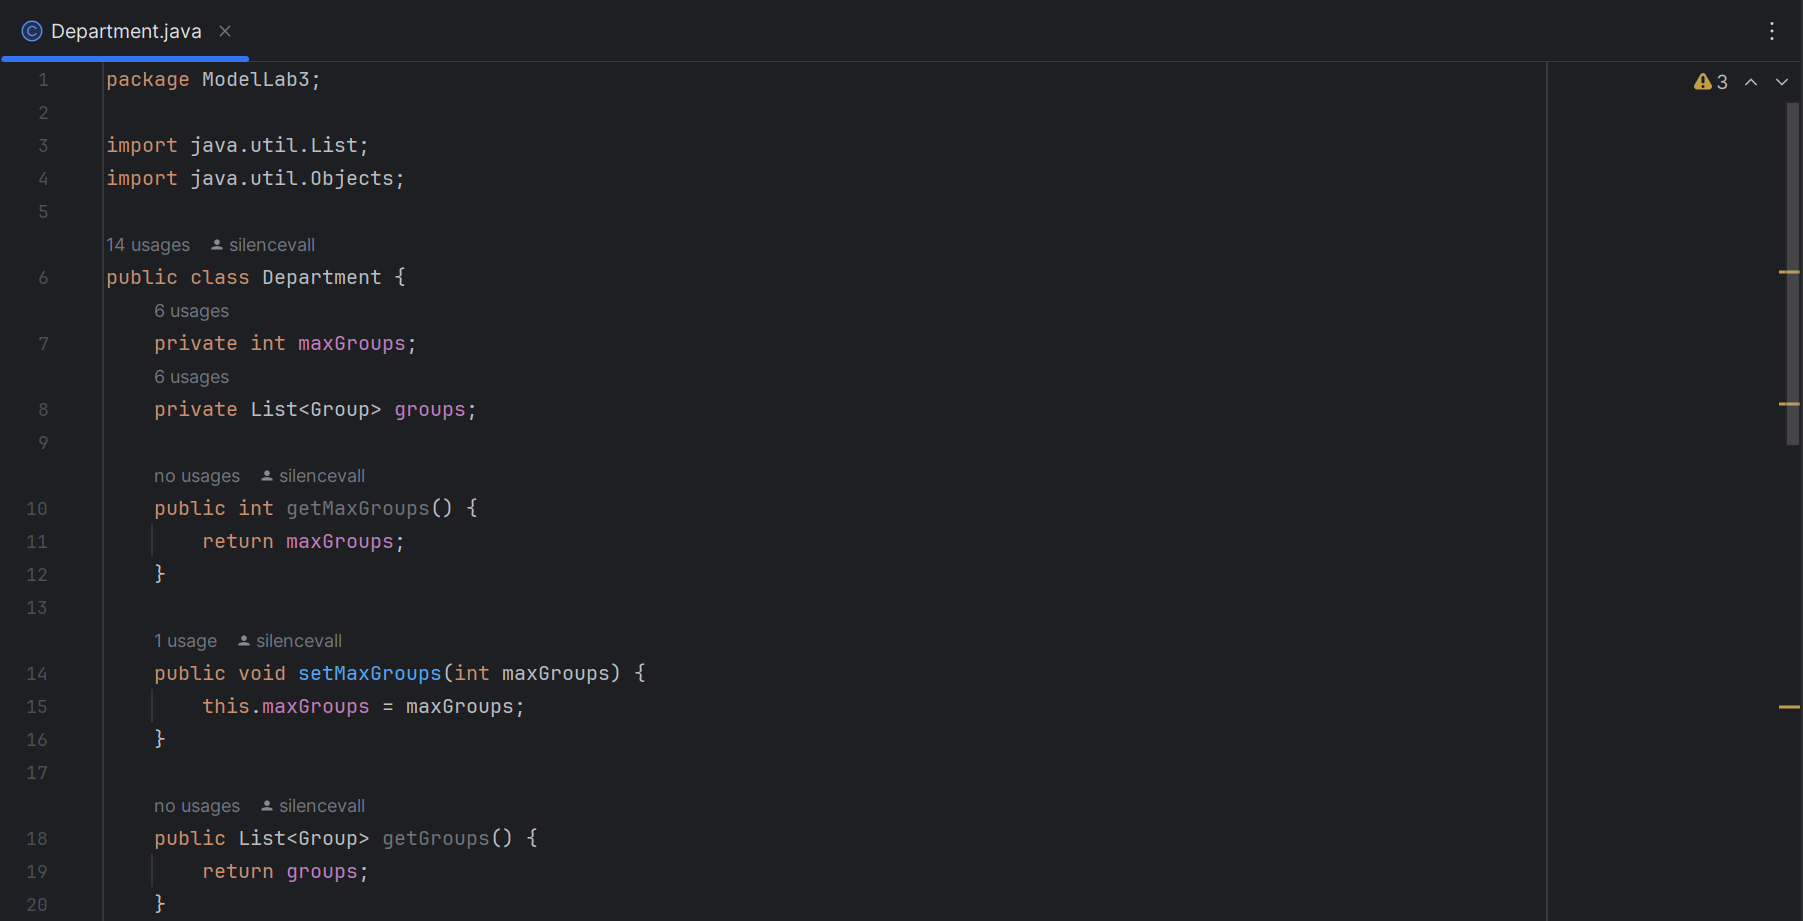 Department.java
3
1 package ModelLab3;
2
3 import java.util.List;
4 import java.util.Objects;
5
14 usages silencevall
6 public class Department {
6 usages
7 private int maxGroups;
6 usages
8 private List<Group> groups;
9
no usages silencevall
10 public int getMaxGroups() {
11 return maxGroups;
12 }
13
1 usage silencevall
14 public void setMaxGroups(int maxGroups) {
15 this.maxGroups = maxGroups;
16 }
17
no usages silencevall
18 public List<Group> getGroups() {
19 return groups;
20 }